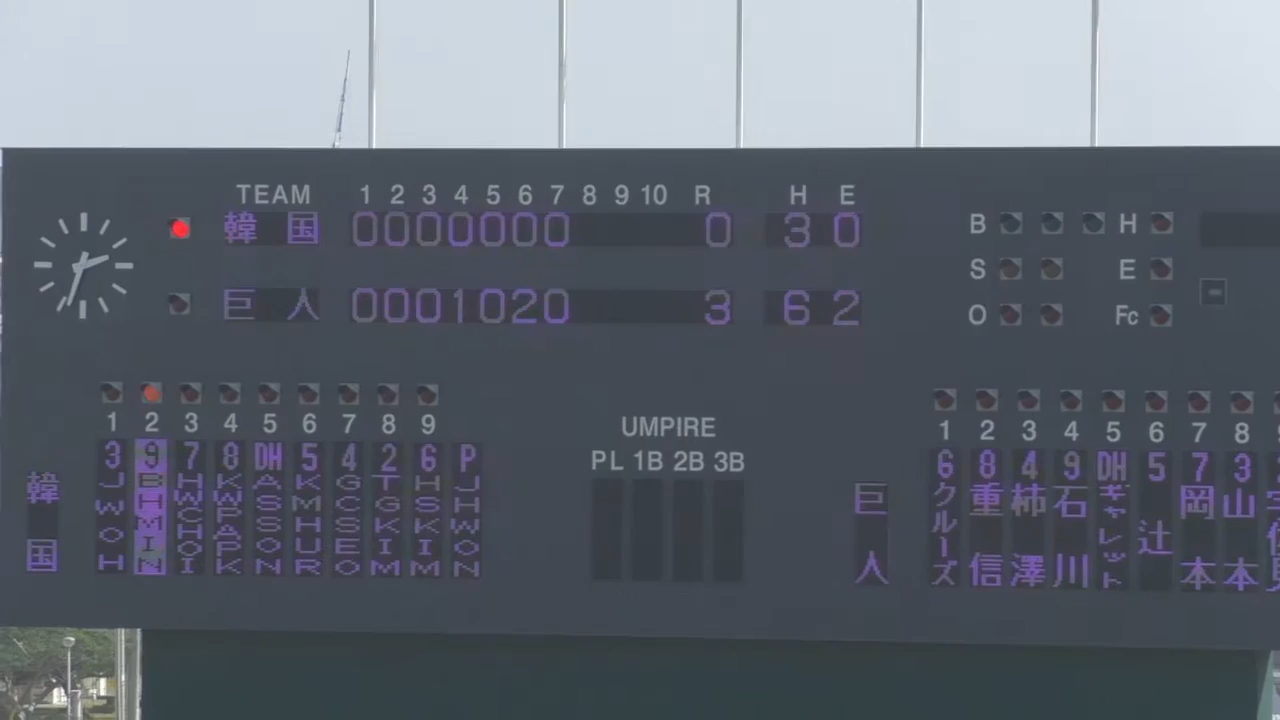 TEAM 1 2 3 4 5 6 7 8 9 10 R H E
韓国 0000000 0 3 0
巨人 0001020 3 6 2
B H
S E
O Fc
1 2 3 4 5 6 7 8 9
3 9 7 8 DH 5 4 2 6 P
韓国
JWOH
BHMIN
HWCHOI
KWPARK
ASSON
KMHUR
GCSEO
TGKIM
HSKIM
JHWON
UMPIRE
PL 1B 2B 3B
巨人
1 2 3 4 5 6 7 8
6 8 4 9 DH 5 7 3
クルーズ
重信
柿澤
石川
ギャレット
辻
岡本
山本